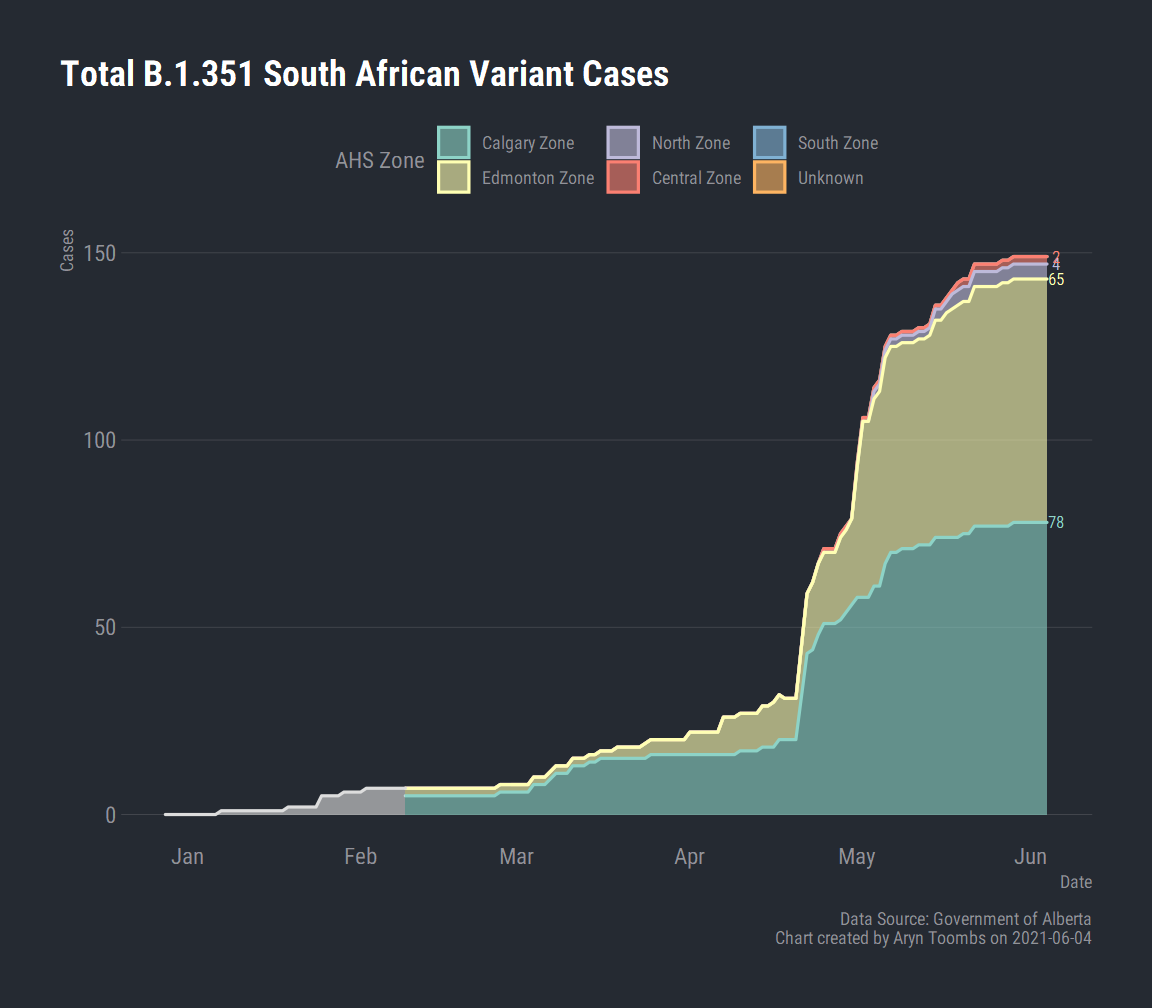 Total B.1.351 South African Variant Cases
AHS Zone
Calgary Zone
North Zone
South Zone
Edmonton Zone
Central Zone
Unknown
Cases
150
100
50
0
2
4
65
78
Jan
Feb
Mar
Apr
May
Jun
Date
Data Source: Government of Alberta
Chart created by Aryn Toombs on 2021-06-04